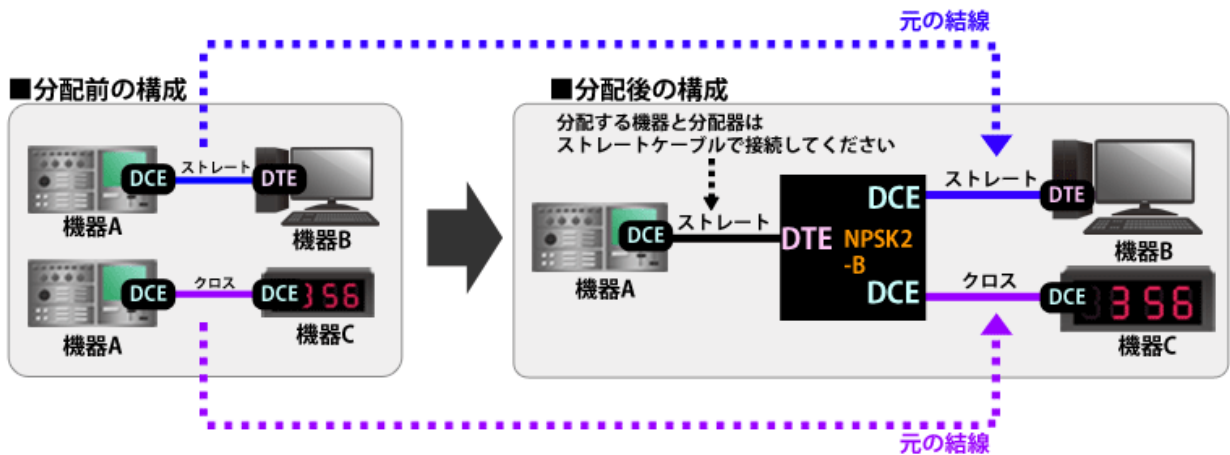 元の結線
■分配前の構成
DCE
ストレート
DTE
機器A
機器B
DCE
クロス
DCE
356
機器A
機器C
■分配後の構成
分配する機器と分配器は
ストレートケーブルで接続してください
DCE
ストレート
機器A
DTE
NPSK2
-B
DCE
DCE
ストレート
DTE
機器B
クロス
DCE
356
機器C
元の結線